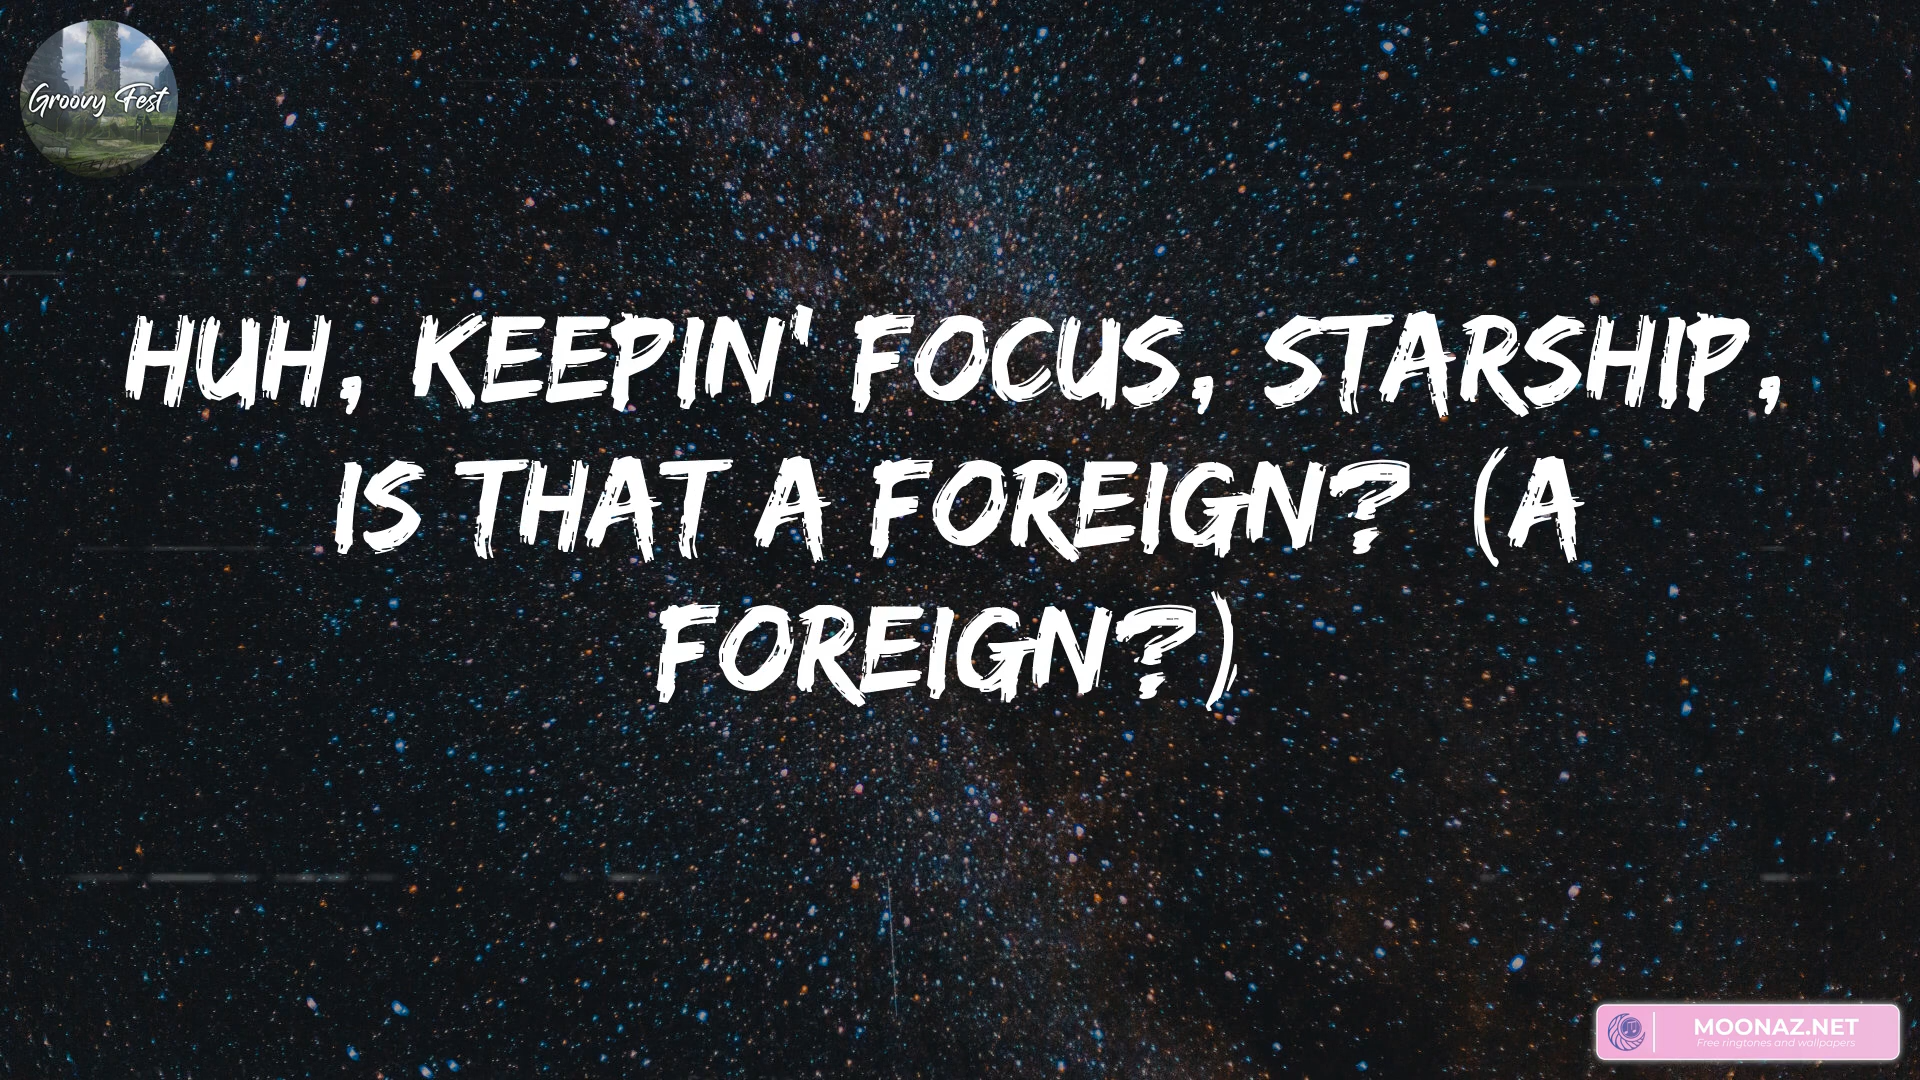 Groovy Fest
HUH, KEEPIN' FOCUS, STARSHIP,
IS THAT A FOREIGN? (A
FOREIGN?)
MOONAZ.NET
Free ringtones and wallpapers